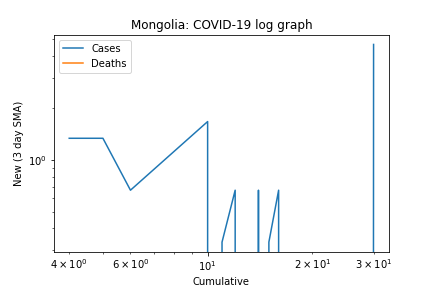 Mongolia: COVID-19 log graph
Cases
Deaths
New (3 day SMA)
10⁰
4 × 10⁰ 6 × 10⁰ 10¹ 2 × 10¹ 3 × 10¹
Cumulative